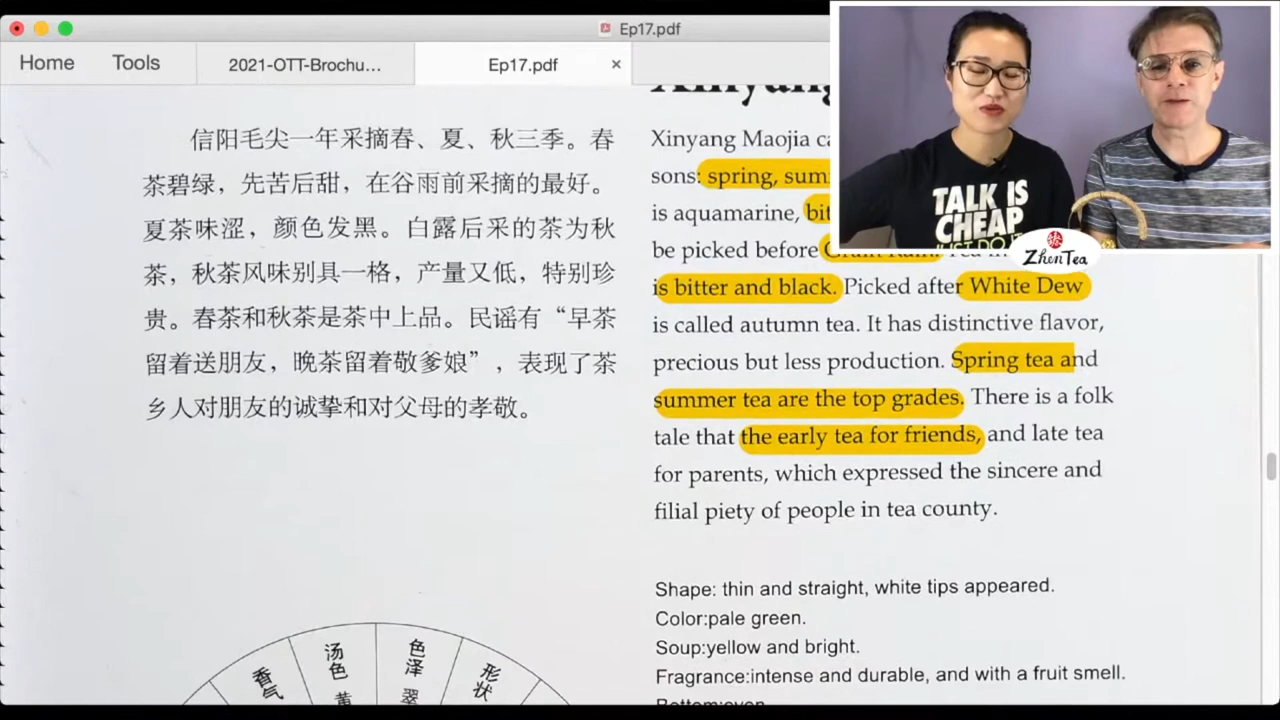 Ep17.pdf
Home
Tools
2021-OTT-Brochu...
Ep17.pdf
×
信阳毛尖一年采摘春、夏、秋三季。春
茶碧绿，先苦后甜，在谷雨前采摘的最好。
夏茶味涩，颜色发黑。白露后采的茶为秋
茶，秋茶风味别具一格，产量又低，特别珍
贵。春茶和秋茶是茶中上品。民谣有“早茶
留着送朋友，晚茶留着敬爹娘”，表现了茶
乡人对朋友的诚挚和对父母的孝敬。
Xinyang
Xinyang Maojia
sons: spring,
is aquamarine,
be picked before Grain Rain.
is bitter and black. Picked after White Dew
is called autumn tea. It has distinctive flavor,
precious but less production. Spring tea and
summer tea are the top grades. There is a folk
tale that the early tea for friends, and late tea
for parents, which expressed the sincere and
filial piety of people in tea county.
Shape: thin and straight, white tips appeared.
Color:pale green.
Soup:yellow and bright.
Fragrance:intense and durable, and with a fruit smell.
Bottom:even.
香气
汤色
色泽 翠
形状
TALK IS
CHEAP
JUST DO
ZhenTea